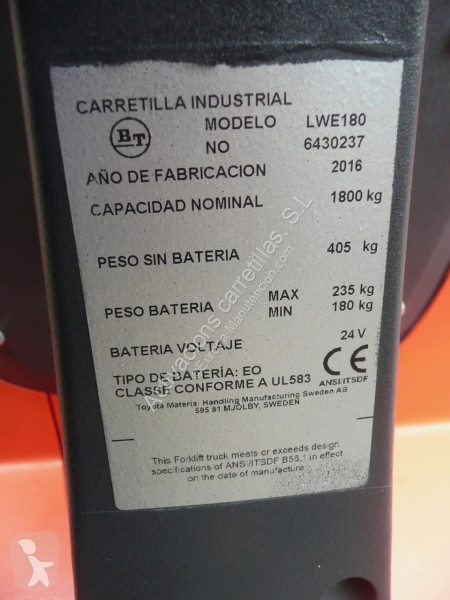 CARRETILLA INDUSTRIAL
BT
MODELO LWE180
NO 6430237
AÑO DE FABRICACION 2016
CAPACIDAD NOMINAL 1800 kg
PESO SIN BATERIA 405 kg
PESO BATERIA MAX 235 kg
MIN 180 kg
BATERIA VOLTAJE 24 V
TIPO DE BATERÍA: EO
CLASSE CONFORME A UL583
CE
ANSI/ITSDF
Toyota Material Handling Manufacturing Sweden AB
595 81 MJÖLBY, SWEDEN
This Forklift truck meets or exceeds design
specifications of ANSI/ITSDF B56.1 in effect
on the date of manufacture